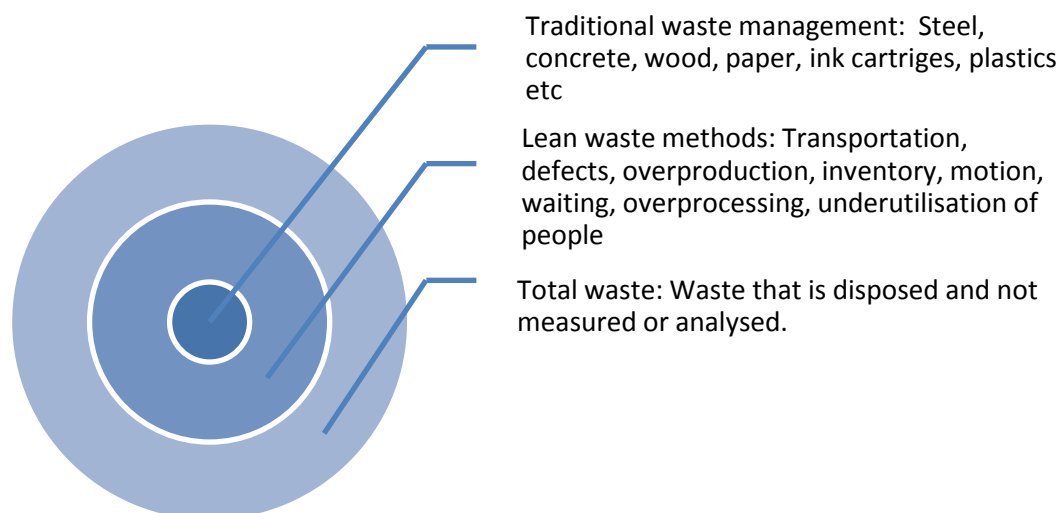 Traditional waste management:  Steel,
concrete, wood, paper, ink cartriges, plastics
etc
Lean waste methods: Transportation,
defects, overproduction, inventory, motion,
waiting, overprocessing, underutilisation of
people
Total waste: Waste that is disposed and not
measured or analysed.